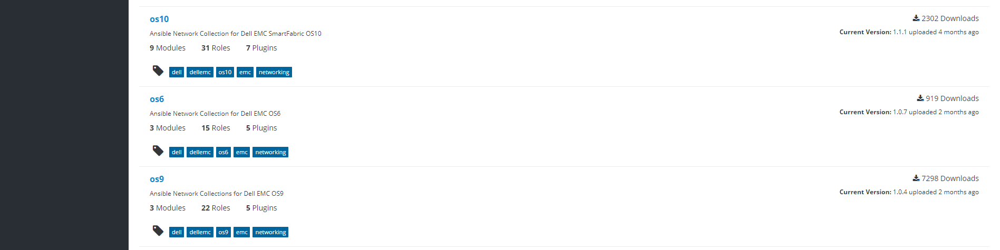 os10
2302 Downloads
Ansible Network Collection for Dell EMC SmartFabric OS10
Current Version: 1.1.1 uploaded 4 months ago
9 Modules 31 Roles 7 Plugins
dell dellemc os10 emc networking
os6
919 Downloads
Ansible Network Collection for Dell EMC OS6
Current Version: 1.0.7 uploaded 2 months ago
3 Modules 15 Roles 5 Plugins
dell dellemc os6 emc networking
os9
7298 Downloads
Ansible Network Collections for Dell EMC OS9
Current Version: 1.0.4 uploaded 2 months ago
3 Modules 22 Roles 5 Plugins
dell dellemc os9 emc networking